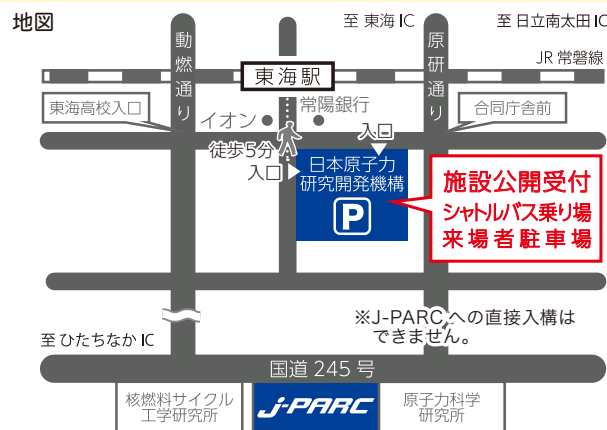 地図
至 東海 IC
至 日立南太田 IC
動燃通り
原研通り
JR 常磐線
東海駅
東海高校入口
イオン
常陽銀行
合同庁舎前
徒歩5分
入口
入口
日本原子力
研究開発機構
P
施設公開受付
シャトルバス乗り場
来場者駐車場
※J-PARCへの直接入構は
できません。
至 ひたちなか IC
国道 245 号
核燃料サイクル
工学研究所
J-PARC
原子力科学
研究所